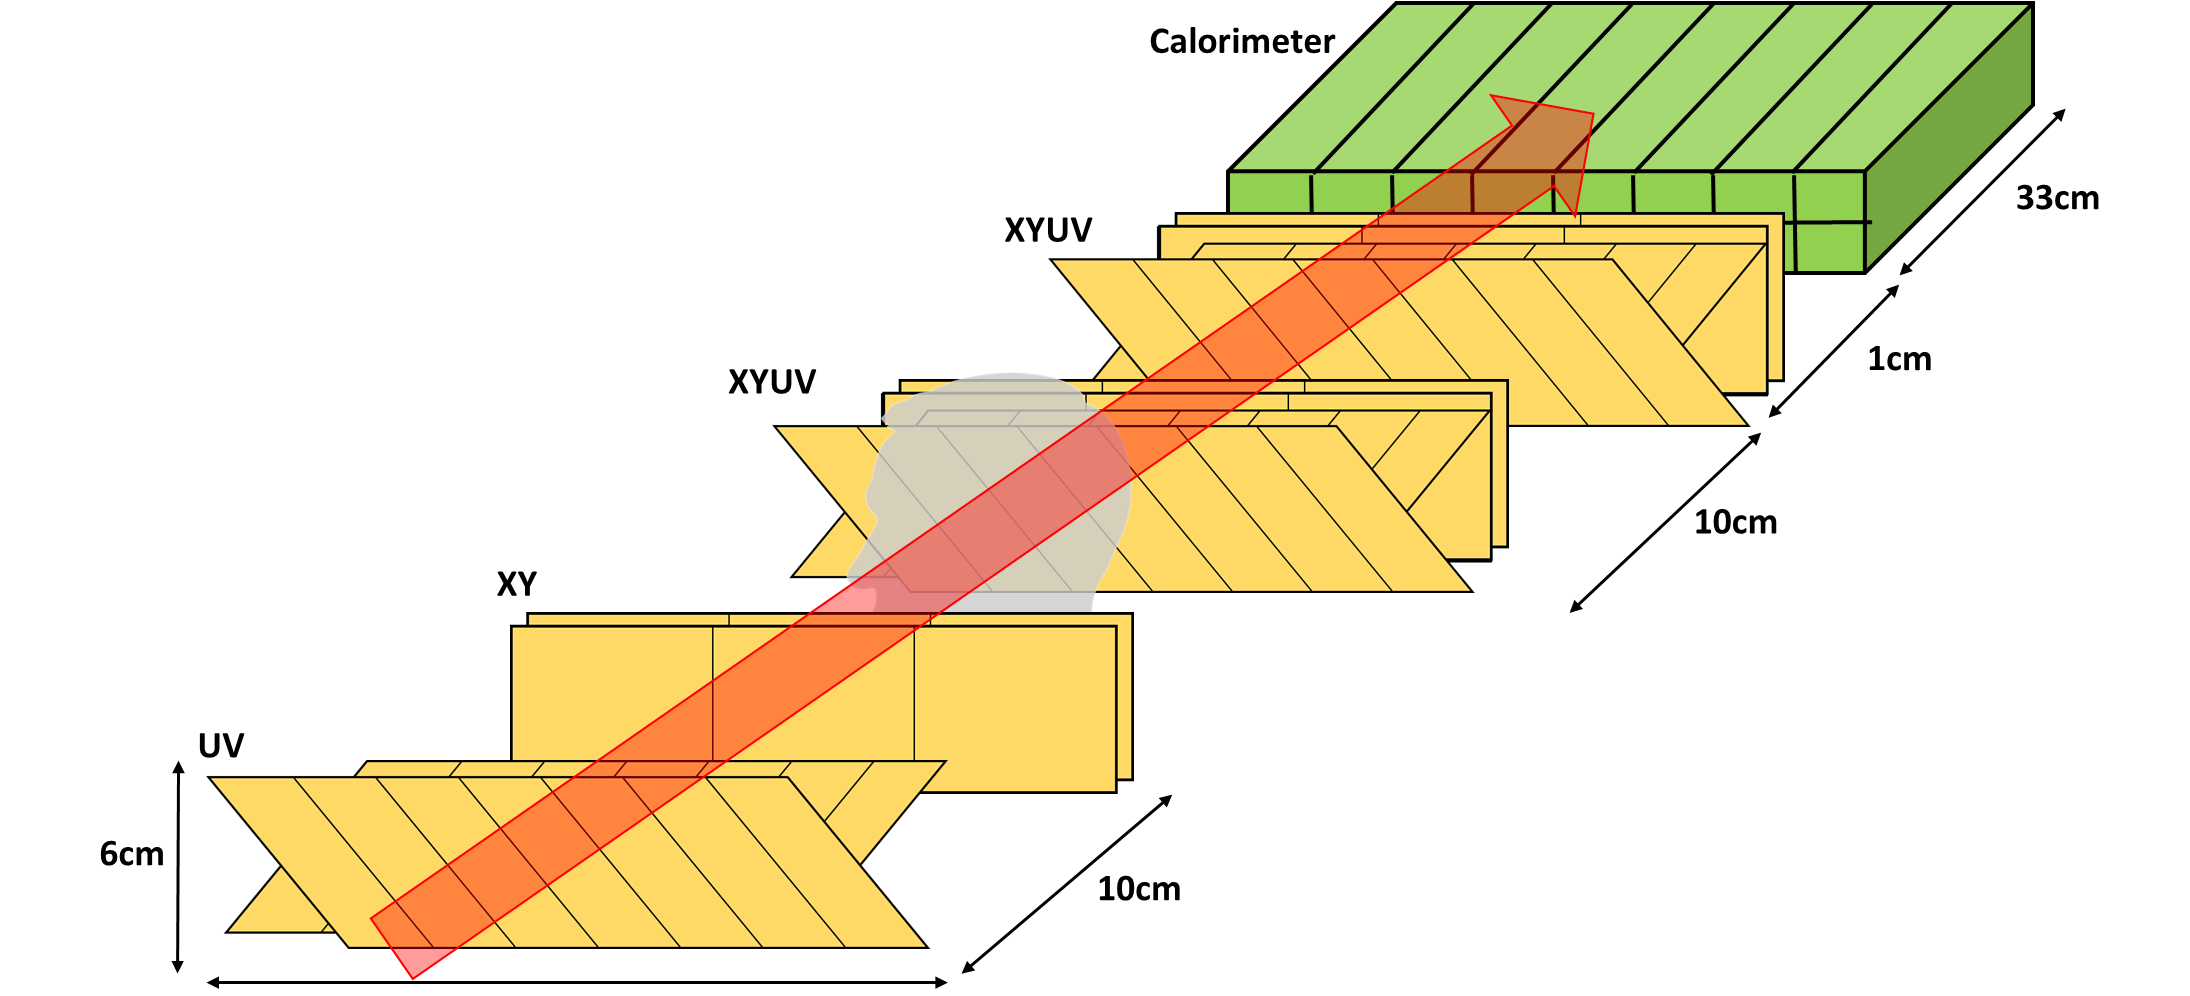 Calorimeter
33cm
XYUV
1cm
XYUV
10cm
XY
UV
6cm
10cm